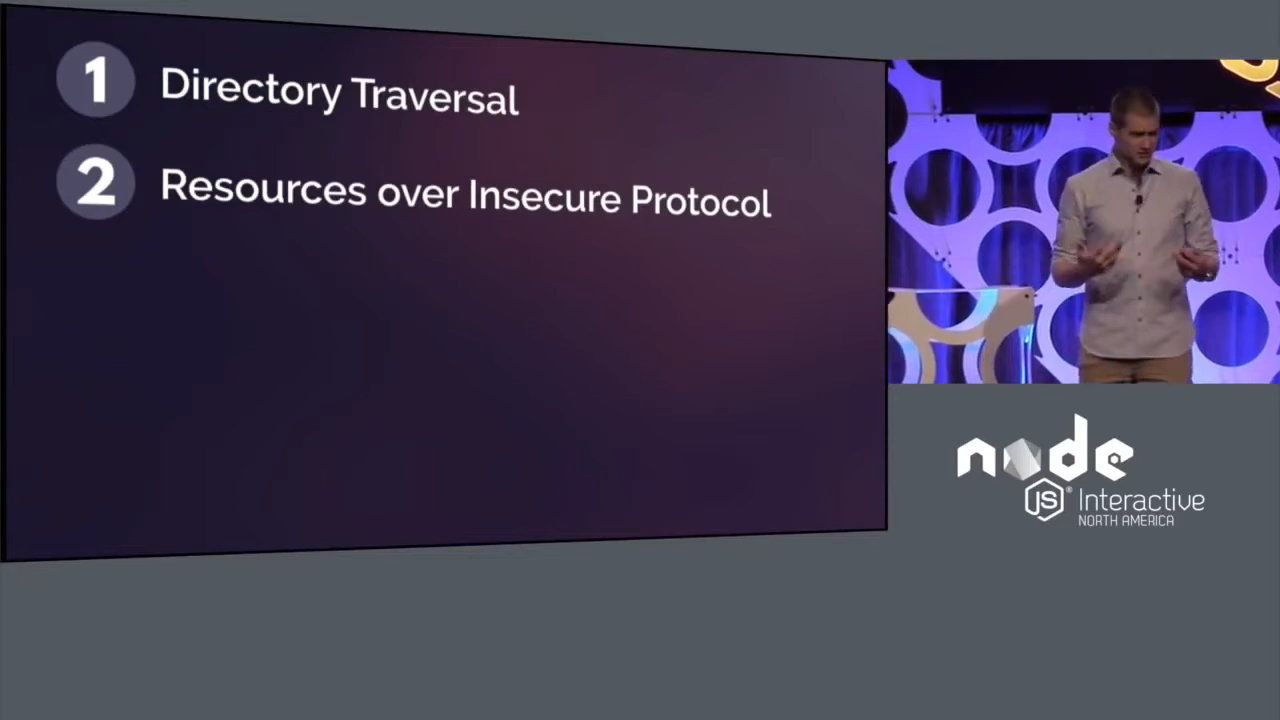 1 Directory Traversal
2 Resources over Insecure Protocol
node
JS® Interactive
NORTH AMERICA